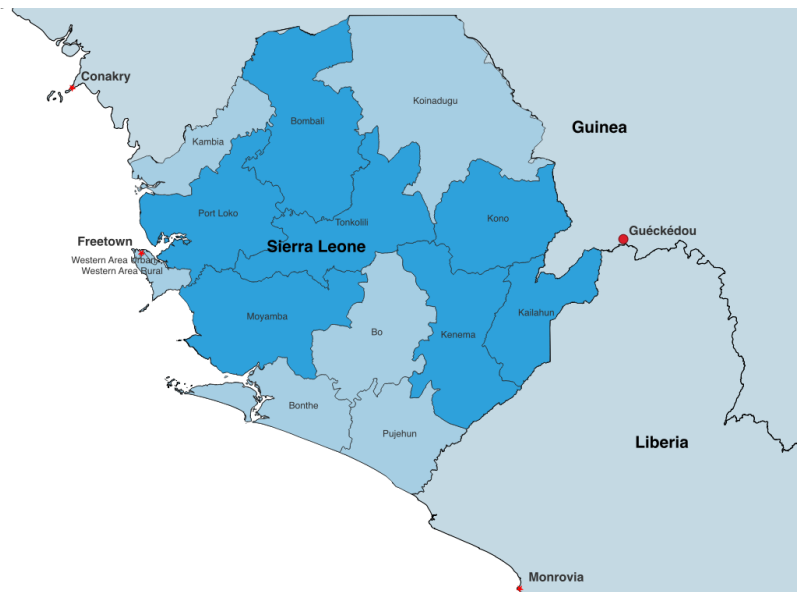 Conakry
Koinadugu
Guinea
Bombali
Kambia
Port Loko
Tonkolili
Kono
Guéckédou
Freetown
Sierra Leone
Western Area Urban
Western Area Bural
Moyamba
Kailahun
Bo
Kenema
Bonthe
Pujehun
Liberia
Monrovia